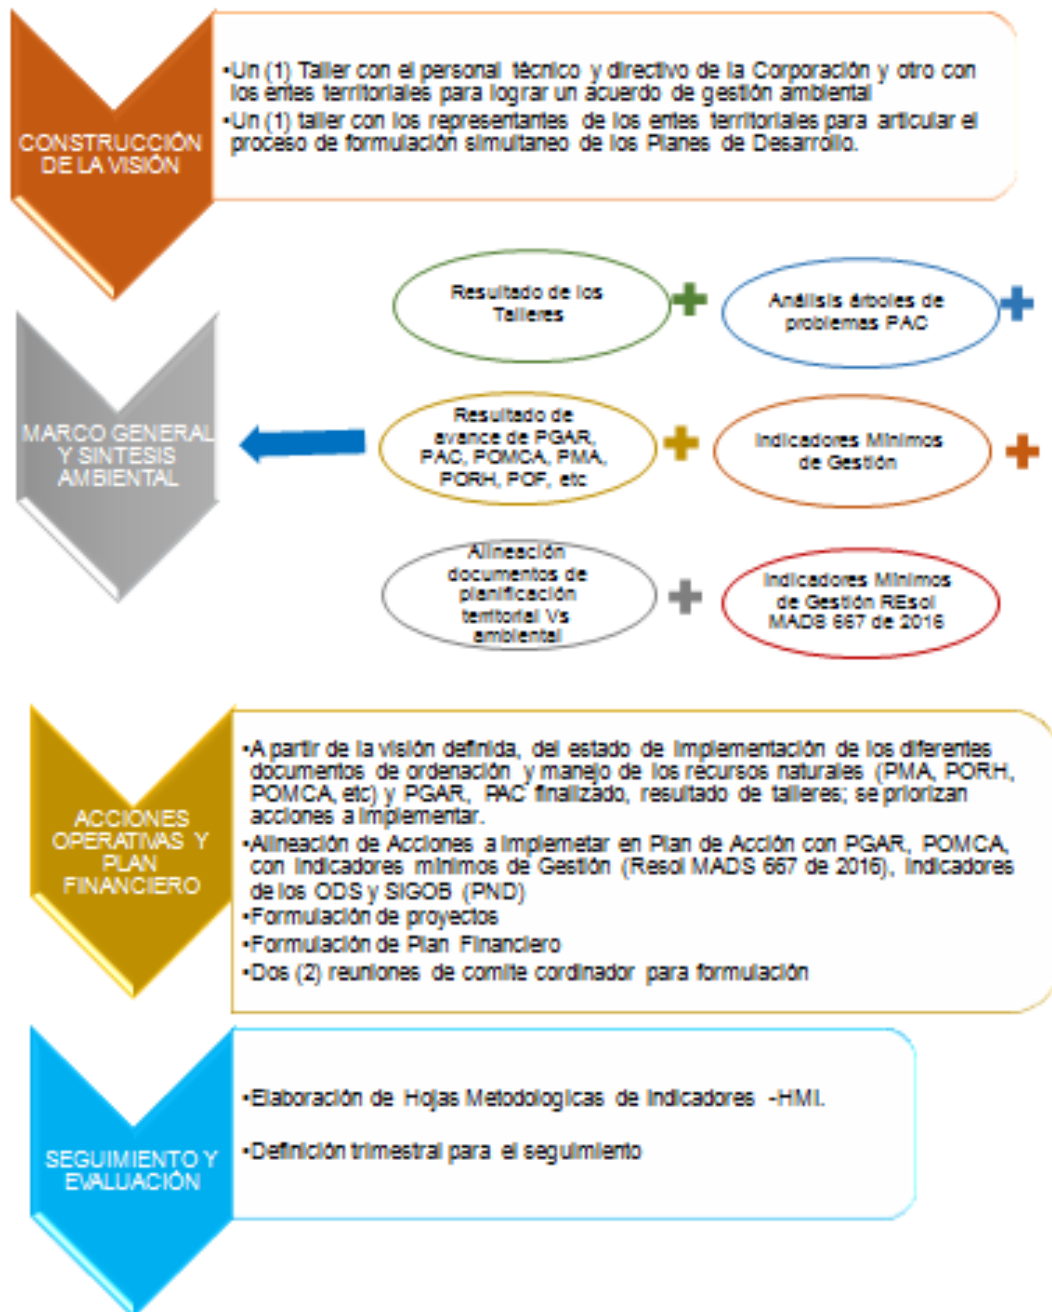 CONSTRUCCIÓN
DE LA VISIÓN
•Un (1) Taller con el personal técnico y directivo de la Corporación y otro con
los entes territoriales para lograr un acuerdo de gestión ambiental
•Un (1) taller con los representantes de los entes territoriales para articular el
proceso de formulación simultaneo de los Planes de Desarrollo.
MARCO GENERAL
Y SINTESIS
AMBIENTAL
Resultado de los
Talleres
Análisis árboles de
problemas PAC
Resultado de
avance de PGAR,
PAC, POMCA, PMA,
PORH, POF, etc
Indicadores Mínimos
de Gestión
Alineación
documentos de
planificación
territorial Vs
ambiental
Indicadores Mínimos
de Gestión REsol
MADS 667 de 2016
ACCIONES
OPERATIVAS Y
PLAN
FINANCIERO
•A partir de la visión definida, del estado de implementación de los diferentes
documentos de ordenación y manejo de los recursos naturales (PMA, PORH,
POMCA, etc) y PGAR, PAC finalizado, resultado de talleres; se priorizan
acciones a implementar.
•Alineación de Acciones a Implemetar en Plan de Acción con PGAR, POMCA,
con indicadores mínimos de Gestión (Resol MADS 667 de 2016), Indicadores
de los ODS y SIGOB (PND)
•Formulación de proyectos
•Formulación de Plan Financiero
•Dos (2) reuniones de comite cordinador para formulación
SEGUIMIENTO Y
EVALUACIÓN
•Elaboración de Hojas Metodologicas de Indicadores -HMI.
•Definición trimestral para el seguimiento